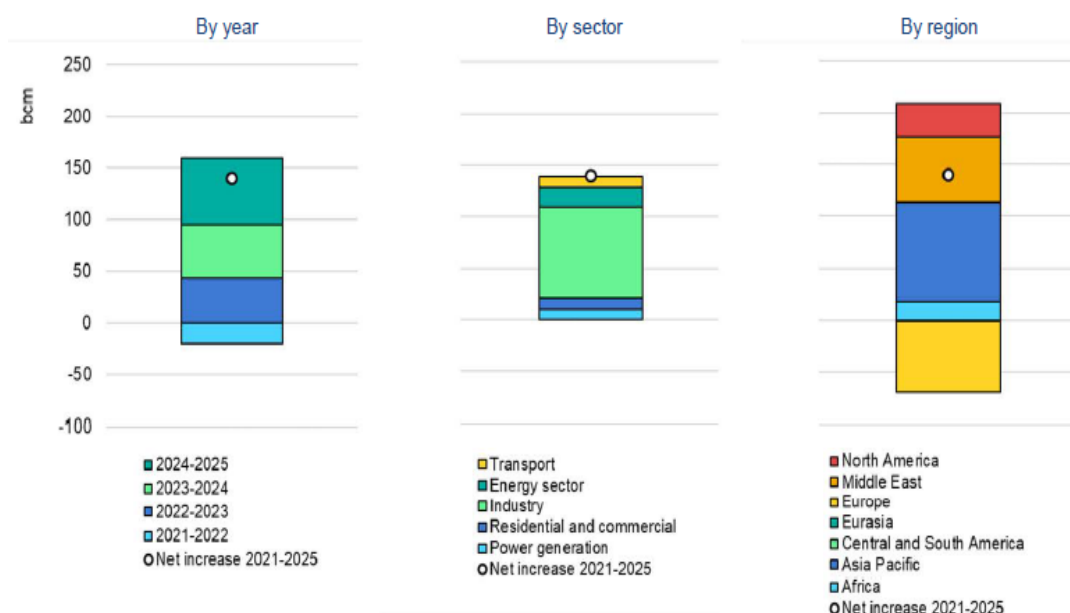 By year
By sector
By region
bcm
250
200
150
100
50
0
-50
-100
2024-2025
2023-2024
2022-2023
2021-2022
Net increase 2021-2025
Transport
Energy sector
Industry
Residential and commercial
Power generation
Net increase 2021-2025
North America
Middle East
Europe
Eurasia
Central and South America
Asia Pacific
Africa
Net increase 2021-2025